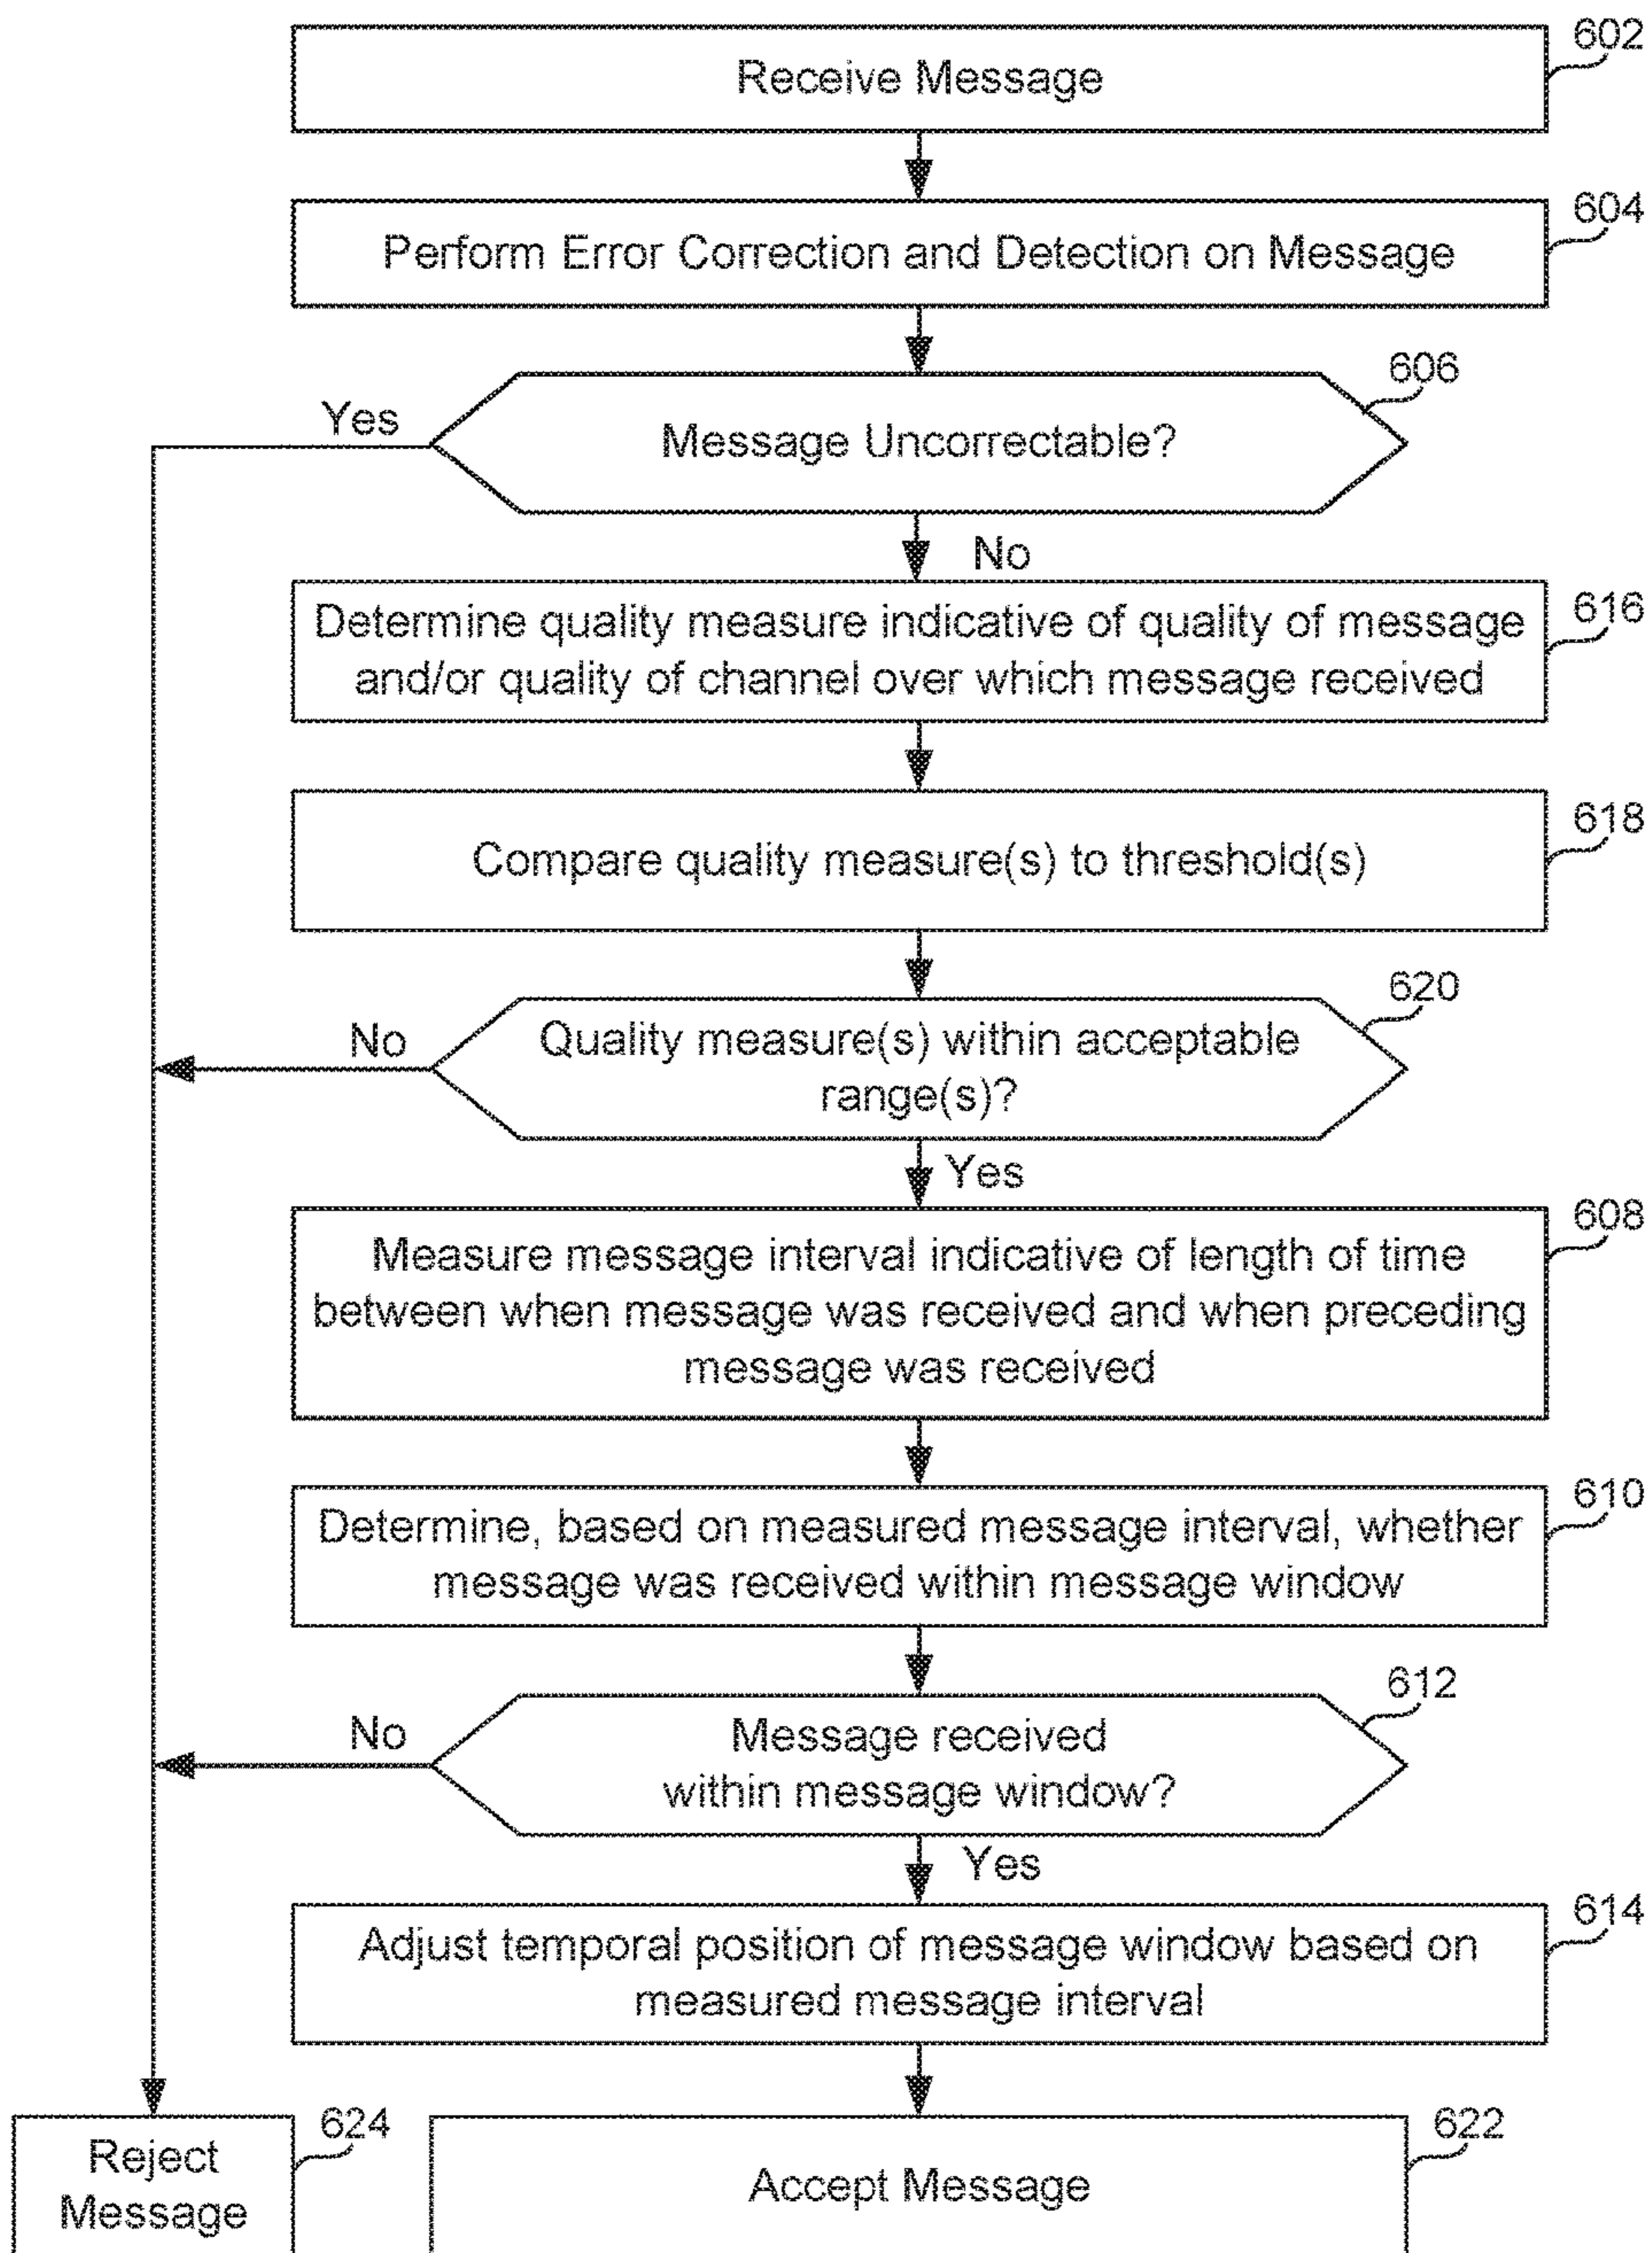 602
Receive Message
604
Perform Error Correction and Detection on Message
606
Yes
Message Uncorrectable?
No
616
Determine quality measure indicative of quality of message
and/or quality of channel over which message received
618
Compare quality measure(s) to threshold(s)
620
No
Quality measure(s) within acceptable
range(s)?
Yes
608
Measure message interval indicative of length of time
between when message was received and when preceding
message was received
610
Determine, based on measured message interval, whether
message was received within message window
612
No
Message received
within message window?
Yes
614
Adjust temporal position of message window based on
measured message interval
624
Reject
Message
622
Accept Message